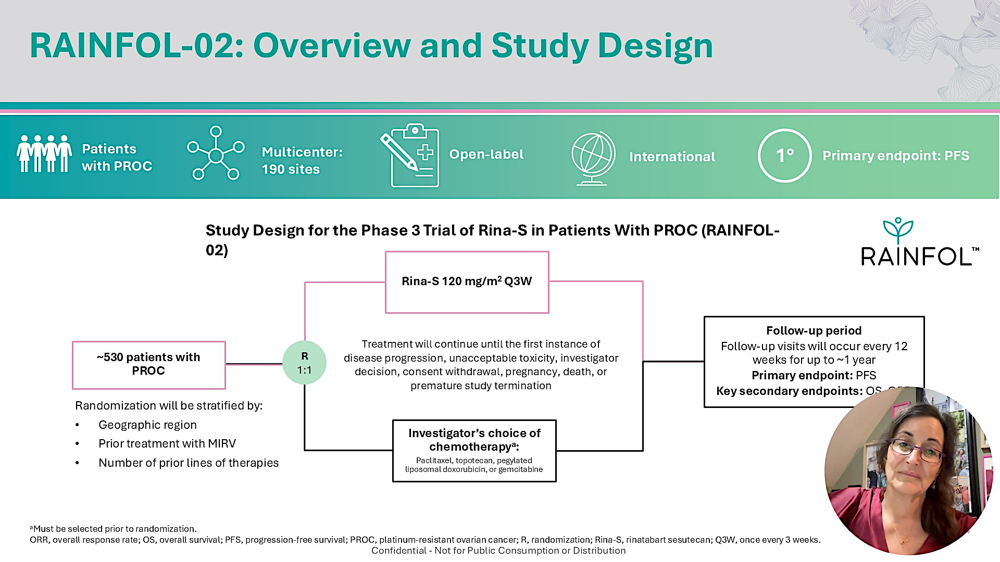 RAINFOL-02: Overview and Study Design
Patients
with PROC
Multicenter:
190 sites
Open-label
International
1°
Primary endpoint: PFS
Study Design for the Phase 3 Trial of Rina-S in Patients With PROC (RAINFOL-
02)
RAINFOL™
Rina-S 120 mg/m² Q3W
~530 patients with
PROC
R
1:1
Treatment will continue until the first instance of
disease progression, unacceptable toxicity, investigator
decision, consent withdrawal, pregnancy, death, or
premature study termination
Follow-up period
Follow-up visits will occur every 12
weeks for up to ~1 year
Primary endpoint: PFS
Key secondary endpoints: OS,
Randomization will be stratified by:
• Geographic region
• Prior treatment with MIRV
• Number of prior lines of therapies
Investigator’s choice of
chemotherapyᵃ:
Paclitaxel, topotecan, pegylated
liposomal doxorubicin, or gemcitabine
ᵃMust be selected prior to randomization.
ORR, overall response rate; OS, overall survival; PFS, progression-free survival; PROC, platinum-resistant ovarian cancer; R, randomization; Rina-S, rinatabart sesutecan; Q3W, once every 3 weeks.
Confidential - Not for Public Consumption or Distribution